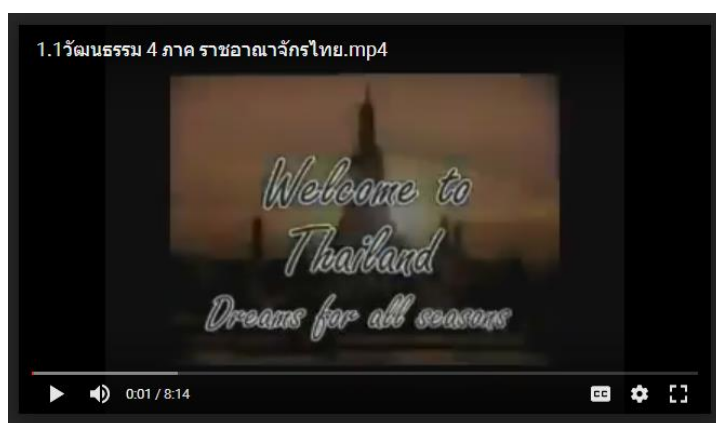 1.1วัฒนธรรม 4 ภาค ราชอาณาจักรไทย.mp4
Welcome to
Thailand
Dreams for all seasons
0:01 / 8:14
CC